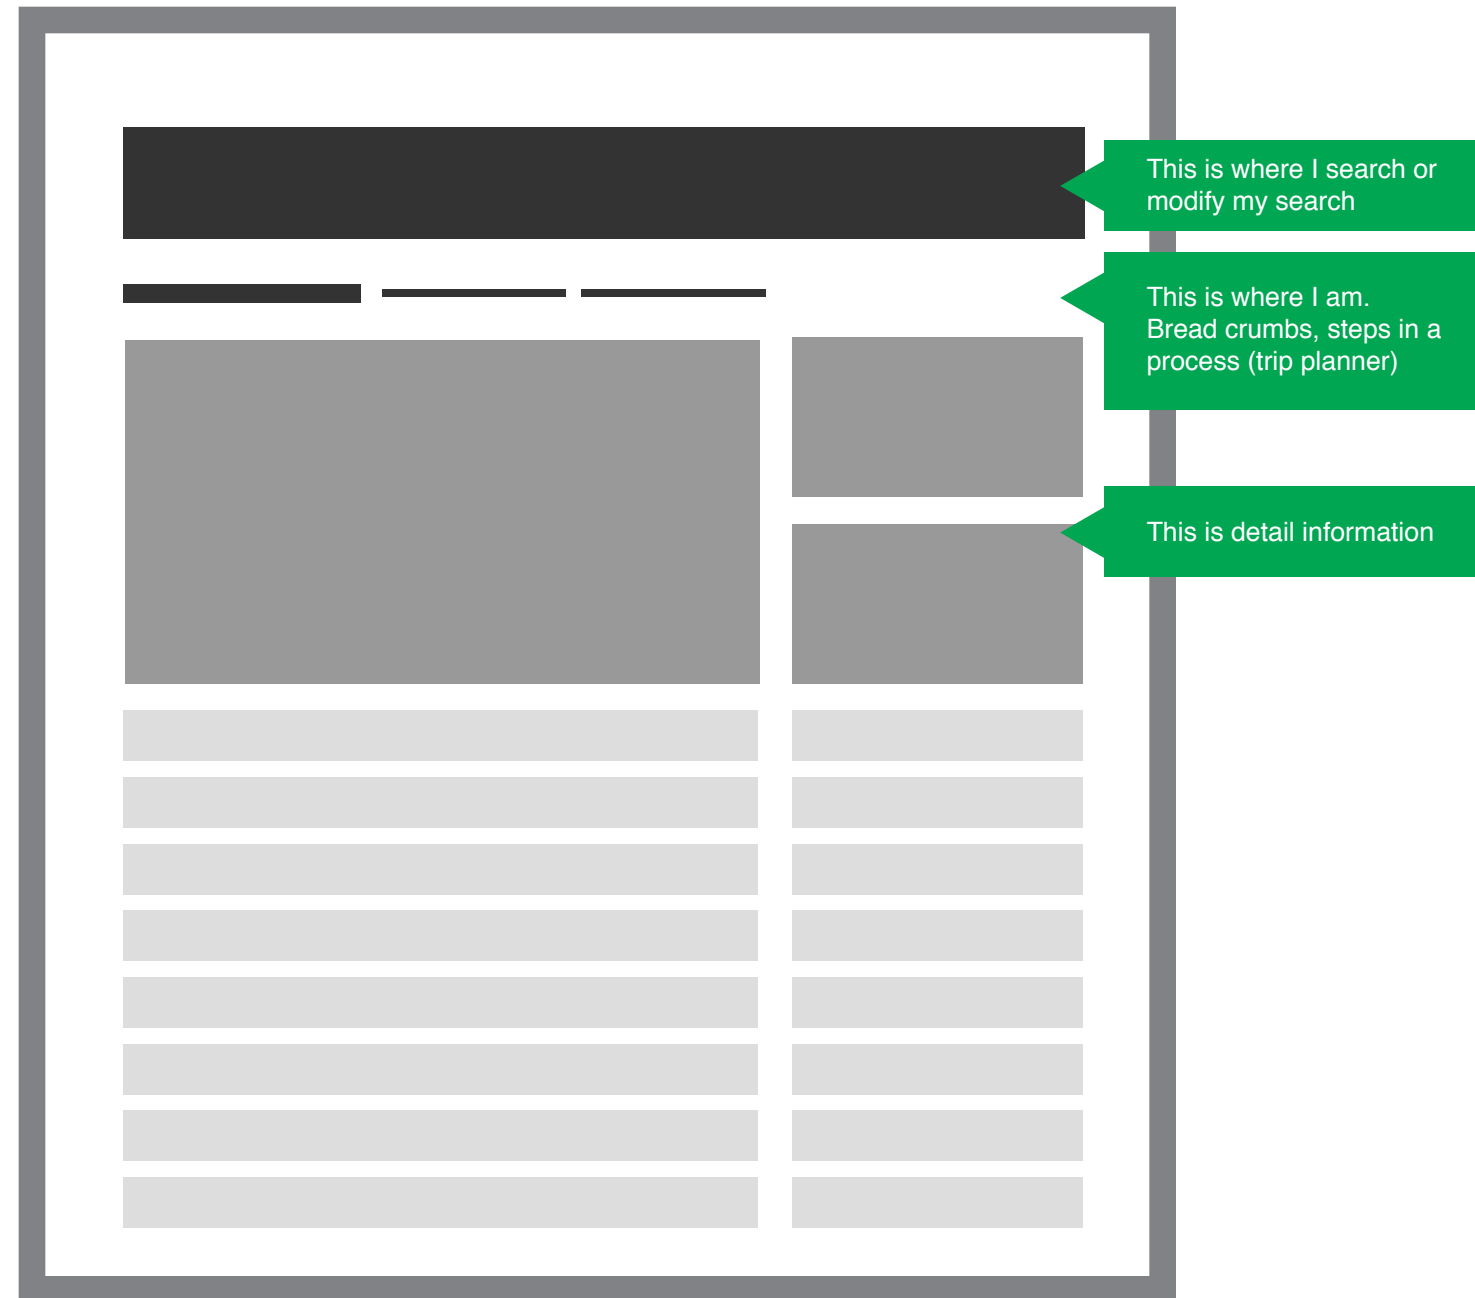 This is where I search or
modify my search
This is where I am.
Bread crumbs, steps in a
process (trip planner)
This is detail information